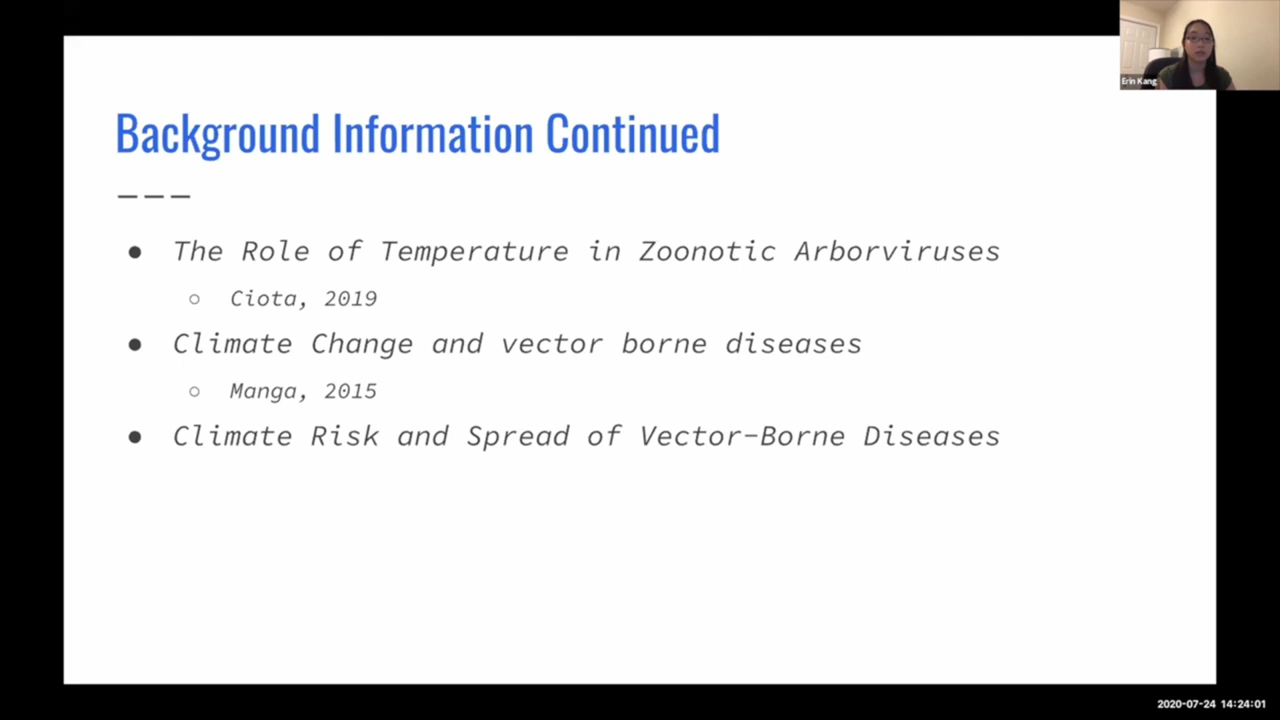 Erin Kang
Background Information Continued
———
● The Role of Temperature in Zoonotic Arborviruses
○ Ciota, 2019
● Climate Change and vector borne diseases
○ Manga, 2015
● Climate Risk and Spread of Vector-Borne Diseases
2020-07-24 14:24:01